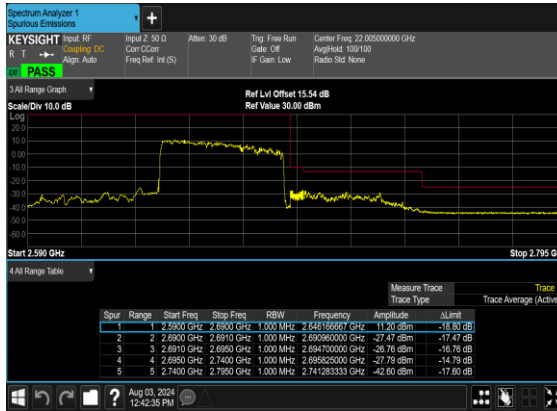 Spectrum Analyzer 1
Spurious Emissions
+
KEYSIGHT Input: RF Input Z: 50 Ω Atten: 30 dB Trig: Free Run Center Freq: 22.005000000 GHz
R T Coupling: DC Corr CCorr Gate: Off Avg|Hold: 100/100
Align: Auto Freq Ref: Int (S) IF Gain: Low Radio Std: None
LV PASS
3 All Range Graph
Ref Lvl Offset 15.54 dB
Scale/Div 10.0 dB Ref Value 30.00 dBm
Log
20.0
10.0
0.00
-10.0
-20.0
-30.0
-40.0
-50.0
-60.0
Start 2.590 GHz Stop 2.795 G
4 All Range Table
Measure Trace Trace
Trace Type Trace Average (Active
Spur Range Start Freq Stop Freq RBW Frequency Amplitude ΔLimit
1 1 2.5900 GHz 2.6900 GHz 1.000 MHz 2.646166667 GHz 11.20 dBm -18.80 dB
2 2 2.6900 GHz 2.6910 GHz 1.000 MHz 2.690960000 GHz -27.47 dBm -17.47 dB
3 3 2.6910 GHz 2.6950 GHz 1.000 MHz 2.694700000 GHz -26.76 dBm -16.76 dB
4 4 2.6950 GHz 2.7400 GHz 1.000 MHz 2.695825000 GHz -27.79 dBm -14.79 dB
5 5 2.7400 GHz 2.7950 GHz 1.000 MHz 2.741283333 GHz -42.60 dBm -17.60 dB
? Aug 03, 2024
12:42:35 PM